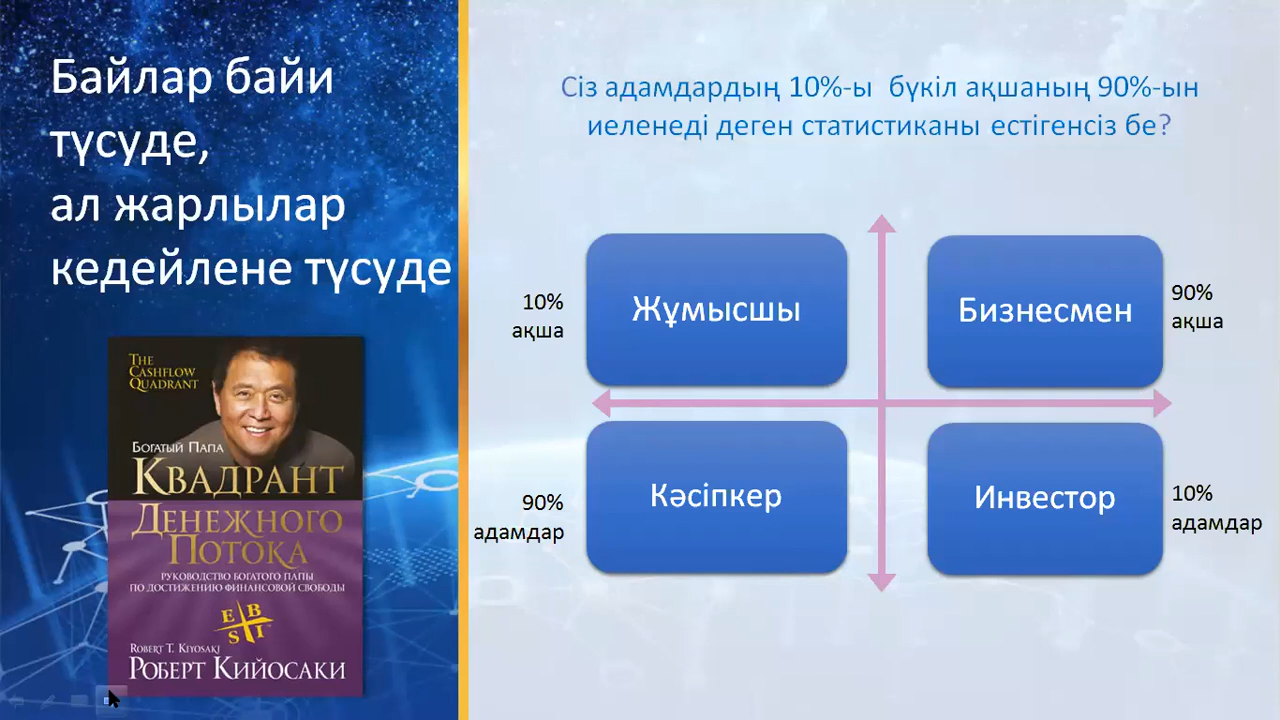 Байлар байи
түсуде,
ал жарлылар
кедейлене түсуде
THE
CASHFLOW
QUADRANT
БОГАТЫЙ ПАПА
КВАДРАНТ
ДЕНЕЖНОГО
ПОТОКА
РУКОВОДСТВО БОГАТОГО ПАПЫ
ПО ДОСТИЖЕНИЮ ФИНАНСОВОЙ СВОБОДЫ
E B
S I
ROBERT T. KIYOSAKI
РОБЕРТ КИЙОСАКИ
Сіз адамдардың 10%-ы бүкіл ақшаның 90%-ын
иеленеді деген статистиканы естігенсіз бе?
10%
ақша
Жұмысшы
Бизнесмен
90%
ақша
90%
адамдар
Кәсіпкер
Инвестор
10%
адамдар